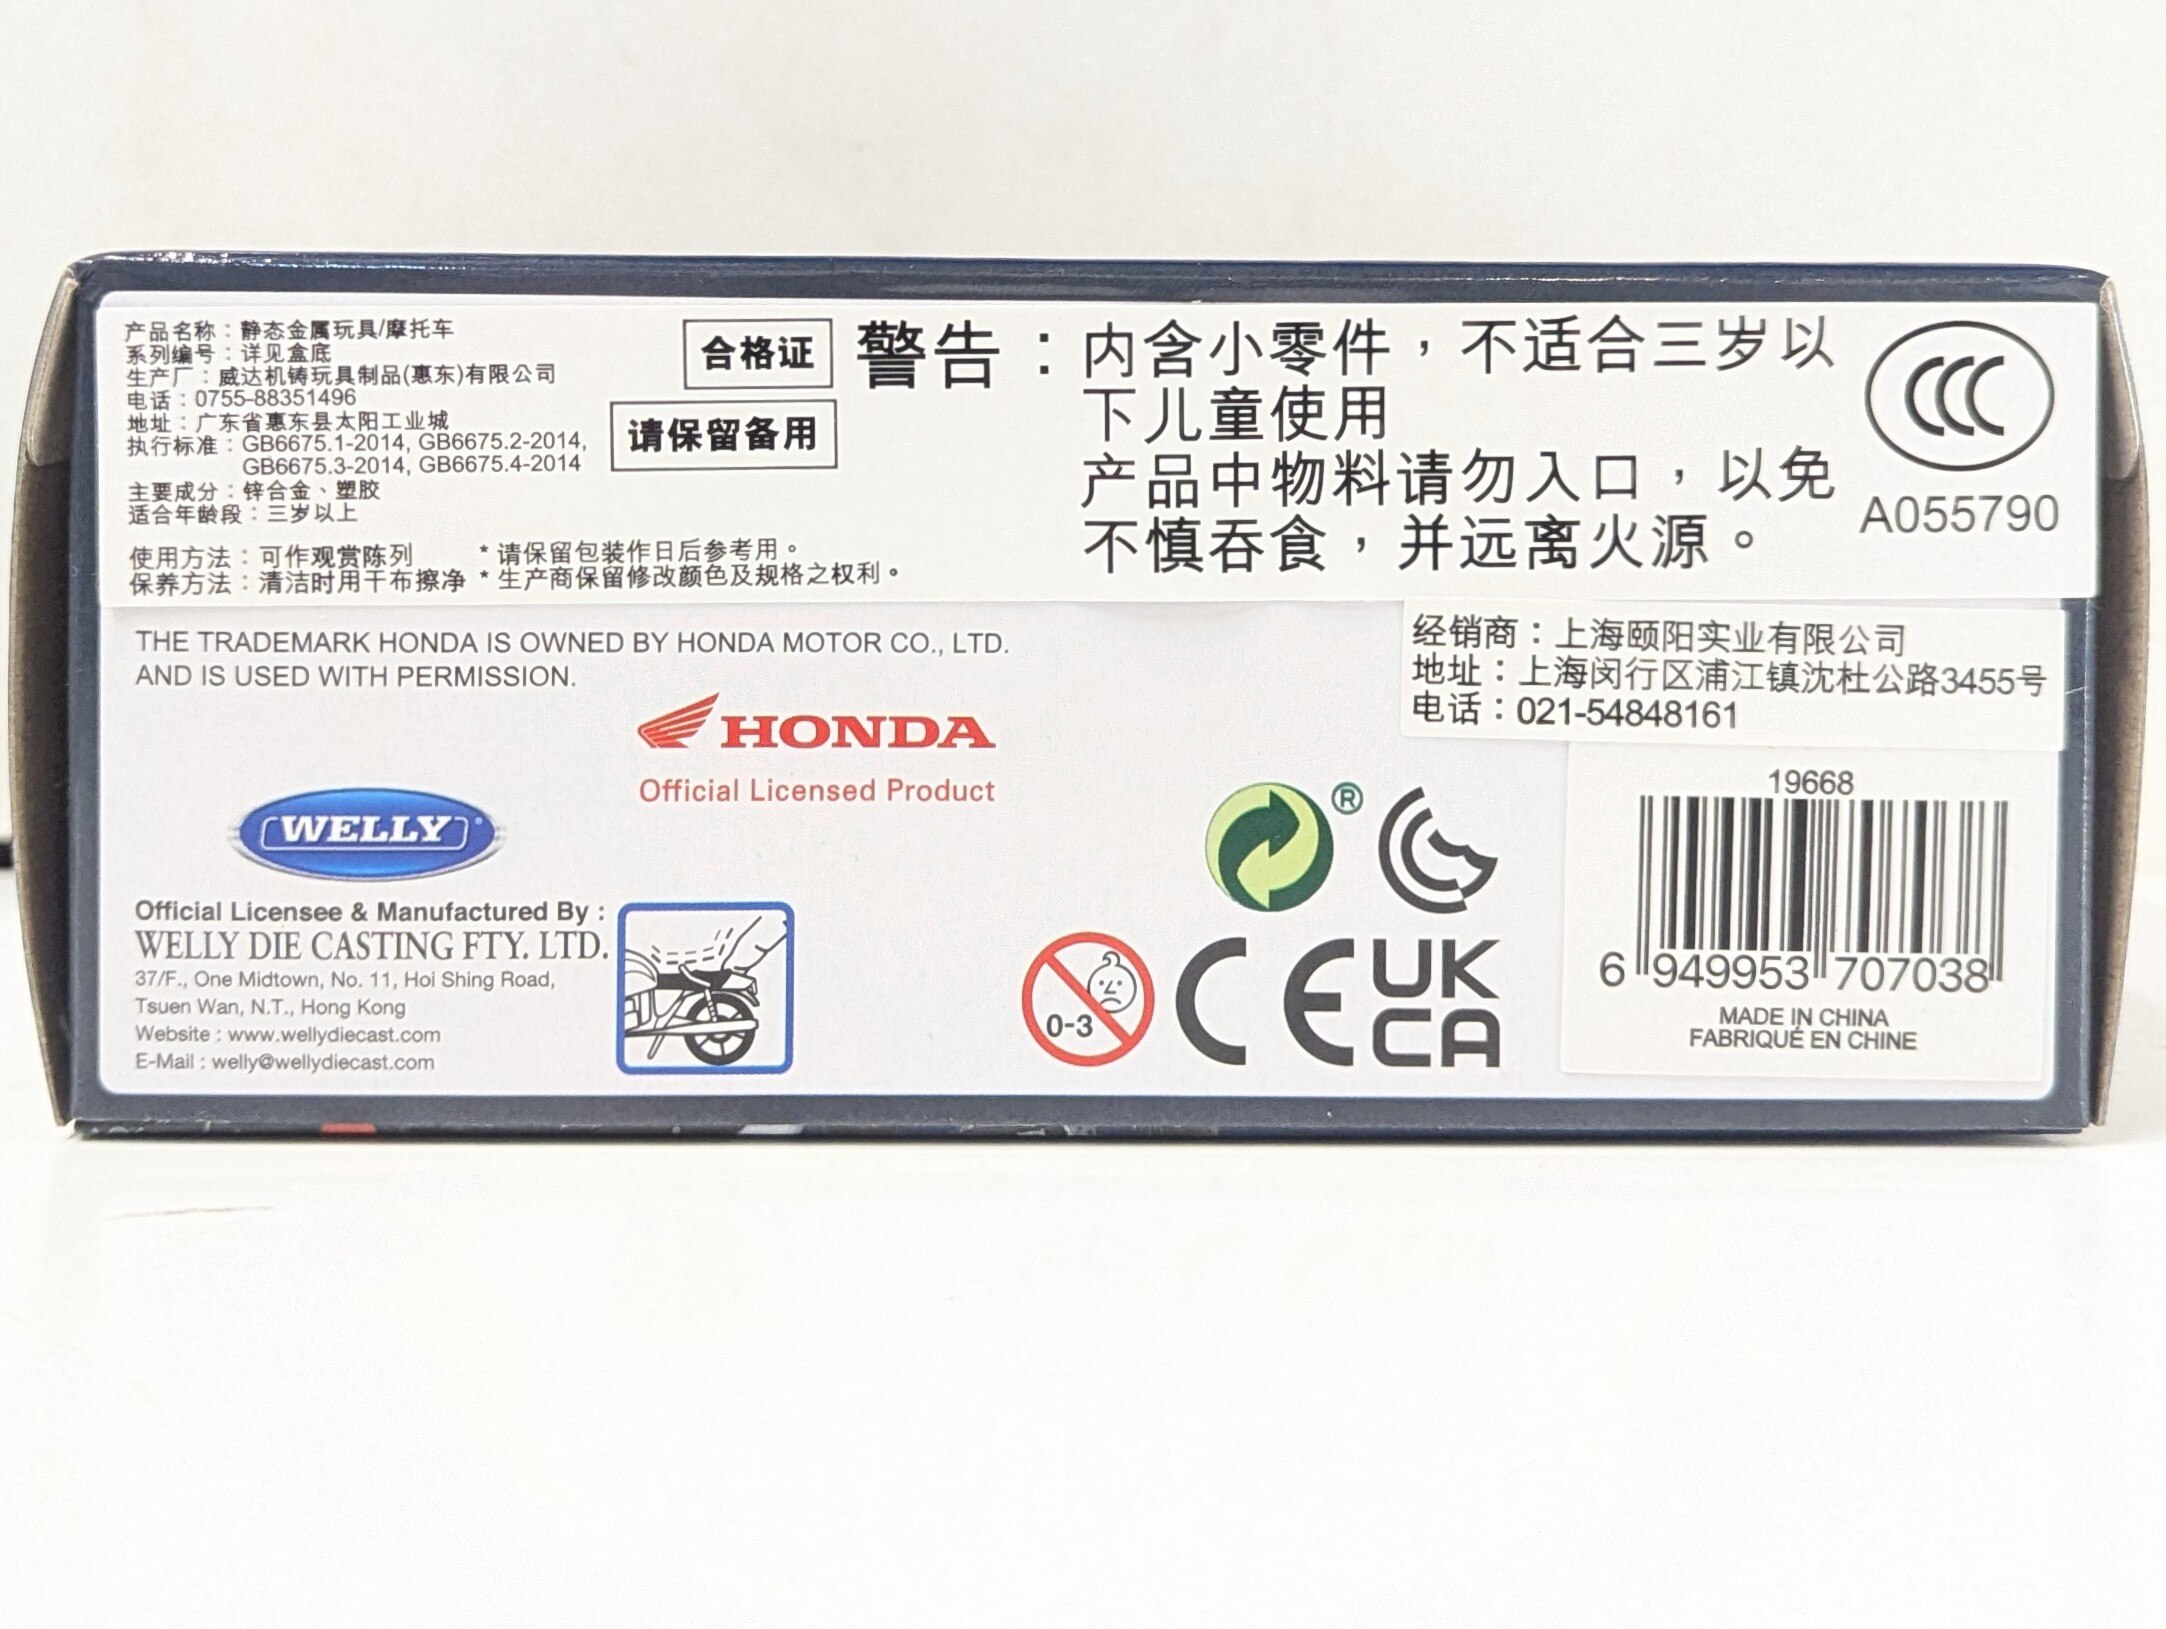 产品名称：静态金属玩具/摩托车
系列编号：详见盒底
生产厂：威达机铸玩具制品(惠东)有限公司
电话：0755-88351496
地址：广东省惠东县太阳工业城
执行标准：GB6675.1-2014, GB6675.2-2014,
GB6675.3-2014, GB6675.4-2014
主要成分：锌合金、塑胶
适合年龄段：三岁以上
使用方法：可作观赏陈列
保养方法：清洁时用干布擦净
* 请保留包装作日后参考用。
* 生产商保留修改颜色及规格之权利。
合格证
请保留备用
警告：内含小零件，不适合三岁以
下儿童使用
产品中物料请勿入口，以免
不慎吞食，并远离火源。
CCC
A055790
经销商：上海颐阳实业有限公司
地址：上海闵行区浦江镇沈杜公路3455号
电话：021-54848161
THE TRADEMARK HONDA IS OWNED BY HONDA MOTOR CO., LTD.
AND IS USED WITH PERMISSION.
HONDA
Official Licensed Product
WELLY
Official Licensee & Manufactured By :
WELLY DIE CASTING FTY. LTD.
37/F., One Midtown, No. 11, Hoi Shing Road,
Tsuen Wan, N.T., Hong Kong
Website : www.wellydiecast.com
E-Mail : welly@wellydiecast.com
®
0-3
CE
UK
CA
19668
6 949953 707038
MADE IN CHINA
FABRIQUÉ EN CHINE